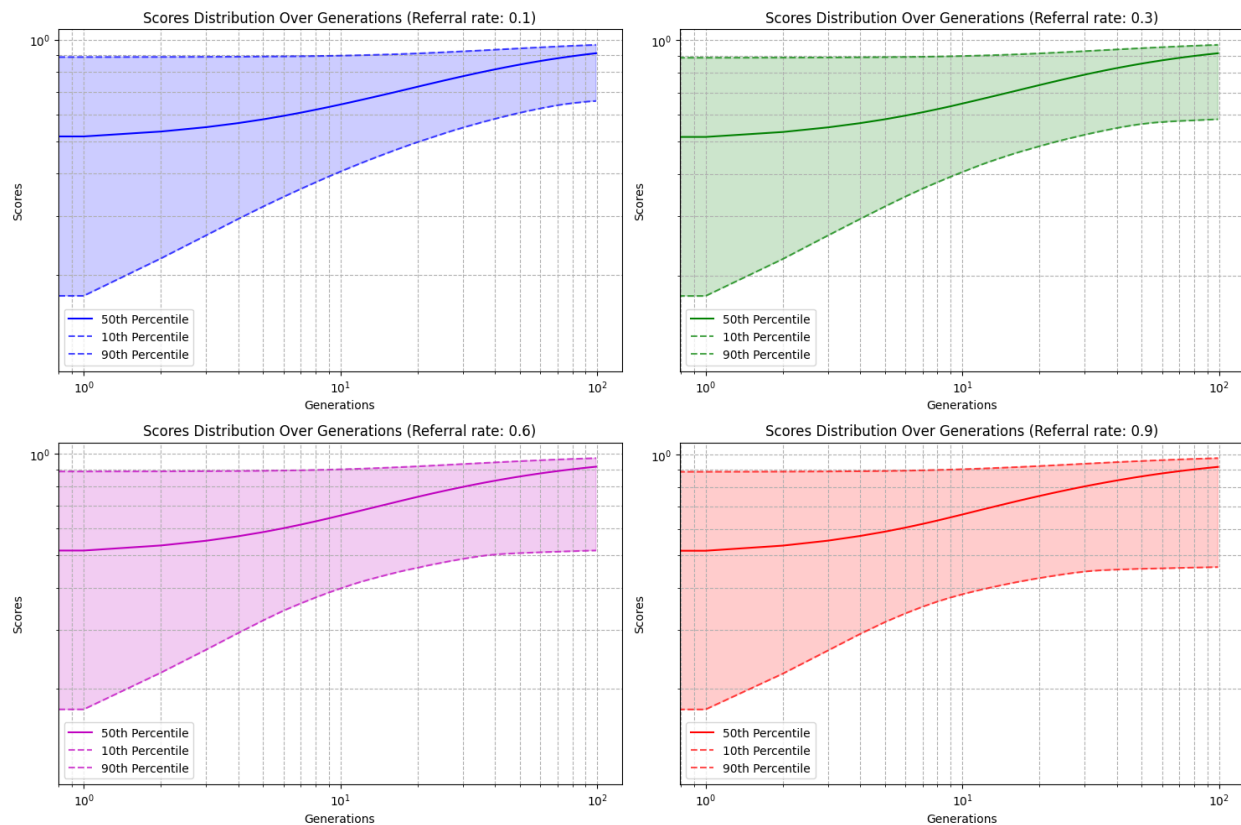 Scores Distribution Over Generations (Referral rate: 0.1)
10⁰
Scores
50th Percentile
10th Percentile
90th Percentile
10⁰ 10¹ 10²
Generations
Scores Distribution Over Generations (Referral rate: 0.3)
10⁰
Scores
50th Percentile
10th Percentile
90th Percentile
10⁰ 10¹ 10²
Generations
Scores Distribution Over Generations (Referral rate: 0.6)
10⁰
Scores
50th Percentile
10th Percentile
90th Percentile
10⁰ 10¹ 10²
Generations
Scores Distribution Over Generations (Referral rate: 0.9)
10⁰
Scores
50th Percentile
10th Percentile
90th Percentile
10⁰ 10¹ 10²
Generations